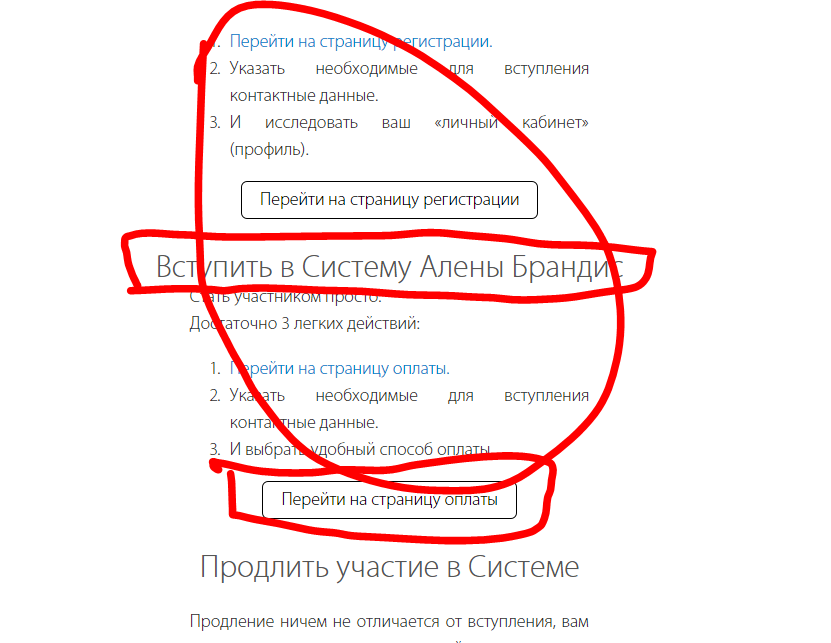 1. Перейти на страницу регистрации.
2. Указать необходимые для вступления
контактные данные.
3. И исследовать ваш «личный кабинет»
(профиль).
Перейти на страницу регистрации
Вступить в Систему Алены Брандис
Стать участником просто.
Достаточно 3 легких действий:
1. Перейти на страницу оплаты.
2. Указать необходимые для вступления
контактные данные.
3. И выбрать удобный способ оплаты
Перейти на страницу оплаты
Продлить участие в Системе
Продление ничем не отличается от вступления, вам